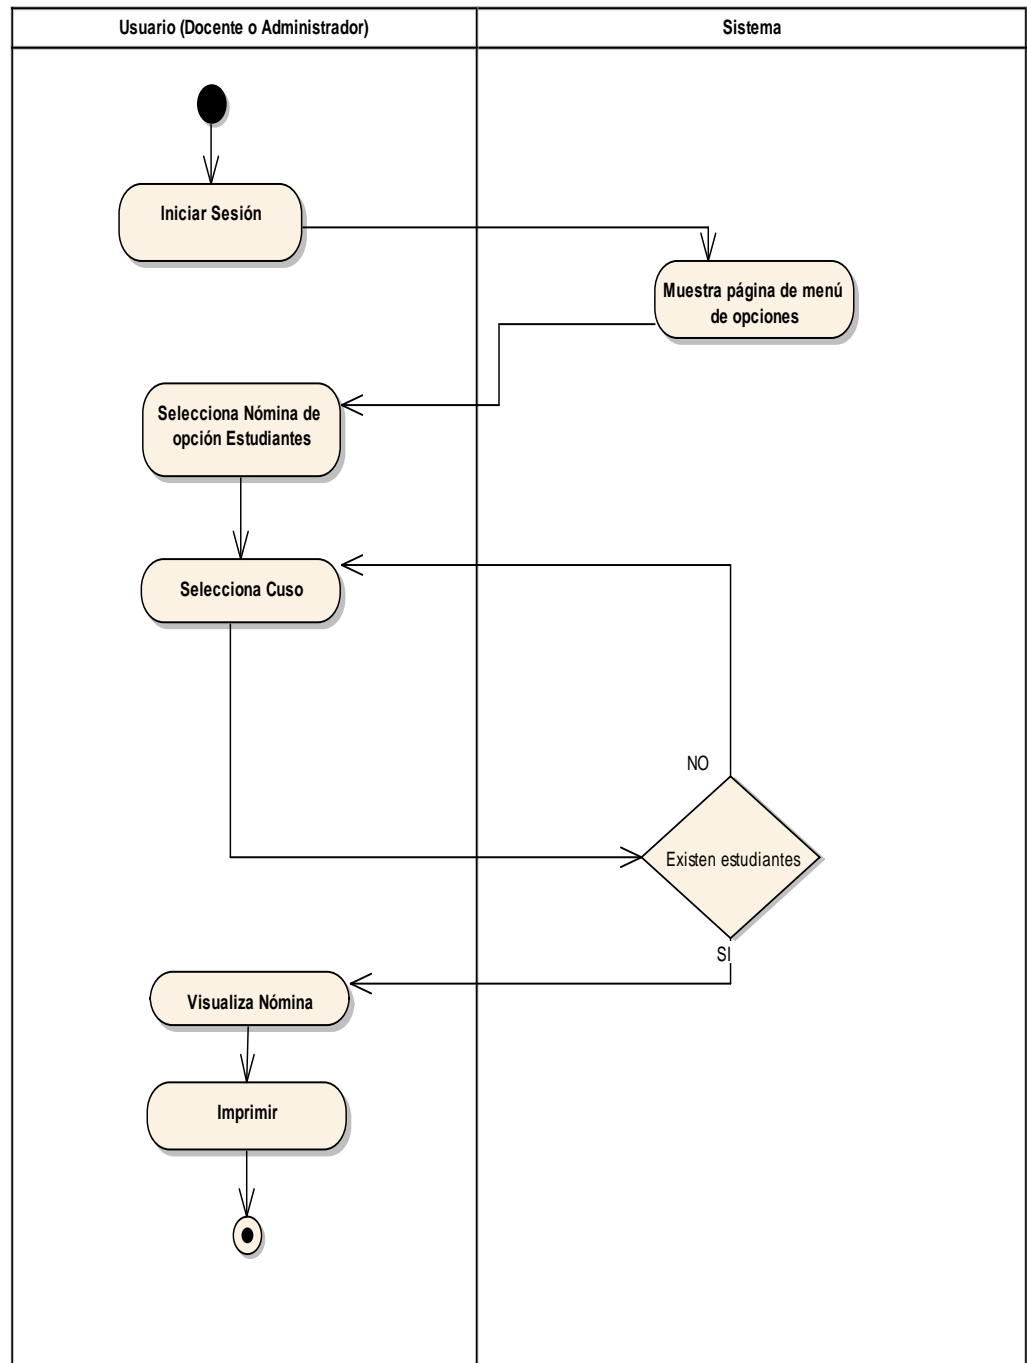 Usuario (Docente o Administrador)
Sistema
Iniciar Sesión
Muestra página de menú
de opciones
Selecciona Nómina de
opción Estudiantes
Selecciona Cuso
NO
Existen estudiantes
SI
Visualiza Nómina
Imprimir